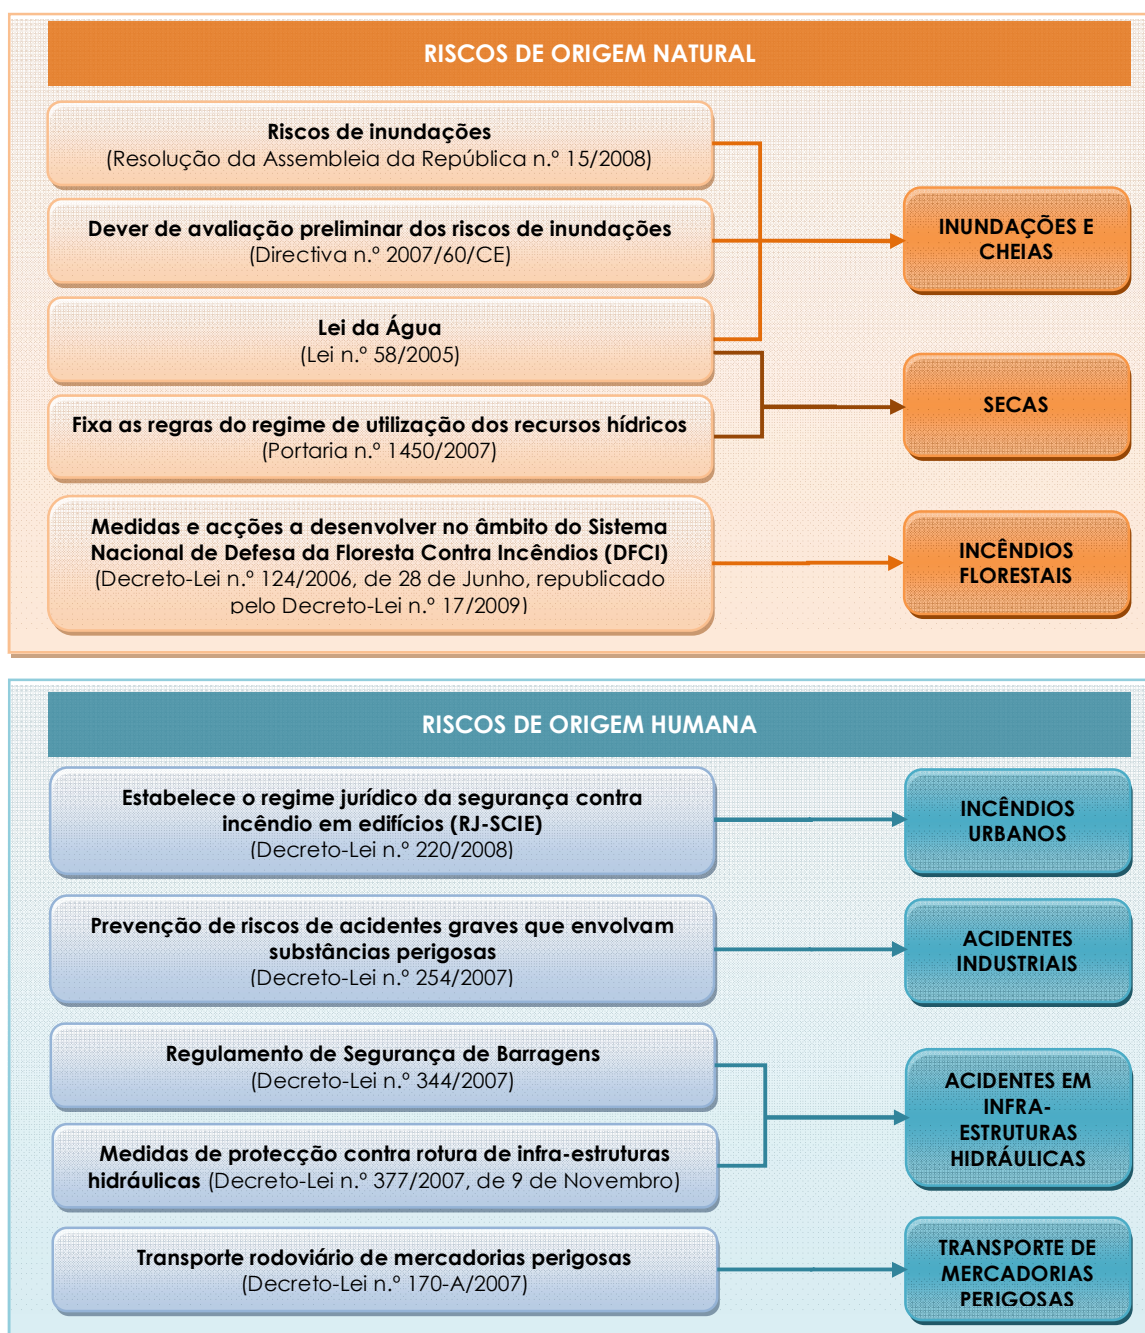 RISCOS DE ORIGEM NATURAL
Riscos de inundações
(Resolução da Assembleia da República n.º 15/2008)
Dever de avaliação preliminar dos riscos de inundações
(Directiva n.º 2007/60/CE)
INUNDAÇÕES E
CHEIAS
Lei da Água
(Lei n.º 58/2005)
Fixa as regras do regime de utilização dos recursos hídricos
(Portaria n.º 1450/2007)
SECAS
Medidas e acções a desenvolver no âmbito do Sistema
Nacional de Defesa da Floresta Contra Incêndios (DFCI)
(Decreto-Lei n.º 124/2006, de 28 de Junho, republicado
pelo Decreto-Lei n.º 17/2009)
INCÊNDIOS
FLORESTAIS
RISCOS DE ORIGEM HUMANA
Estabelece o regime jurídico da segurança contra
incêndio em edifícios (RJ-SCIE)
(Decreto-Lei n.º 220/2008)
INCÊNDIOS
URBANOS
Prevenção de riscos de acidentes graves que envolvam
substâncias perigosas
(Decreto-Lei n.º 254/2007)
ACIDENTES
INDUSTRIAIS
Regulamento de Segurança de Barragens
(Decreto-Lei n.º 344/2007)
Medidas de protecção contra rotura de infra-estruturas
hidráulicas (Decreto-Lei n.º 377/2007, de 9 de Novembro)
ACIDENTES EM
INFRA-
ESTRUTURAS
HIDRÁULICAS
Transporte rodoviário de mercadorias perigosas
(Decreto-Lei n.º 170-A/2007)
TRANSPORTE DE
MERCADORIAS
PERIGOSAS